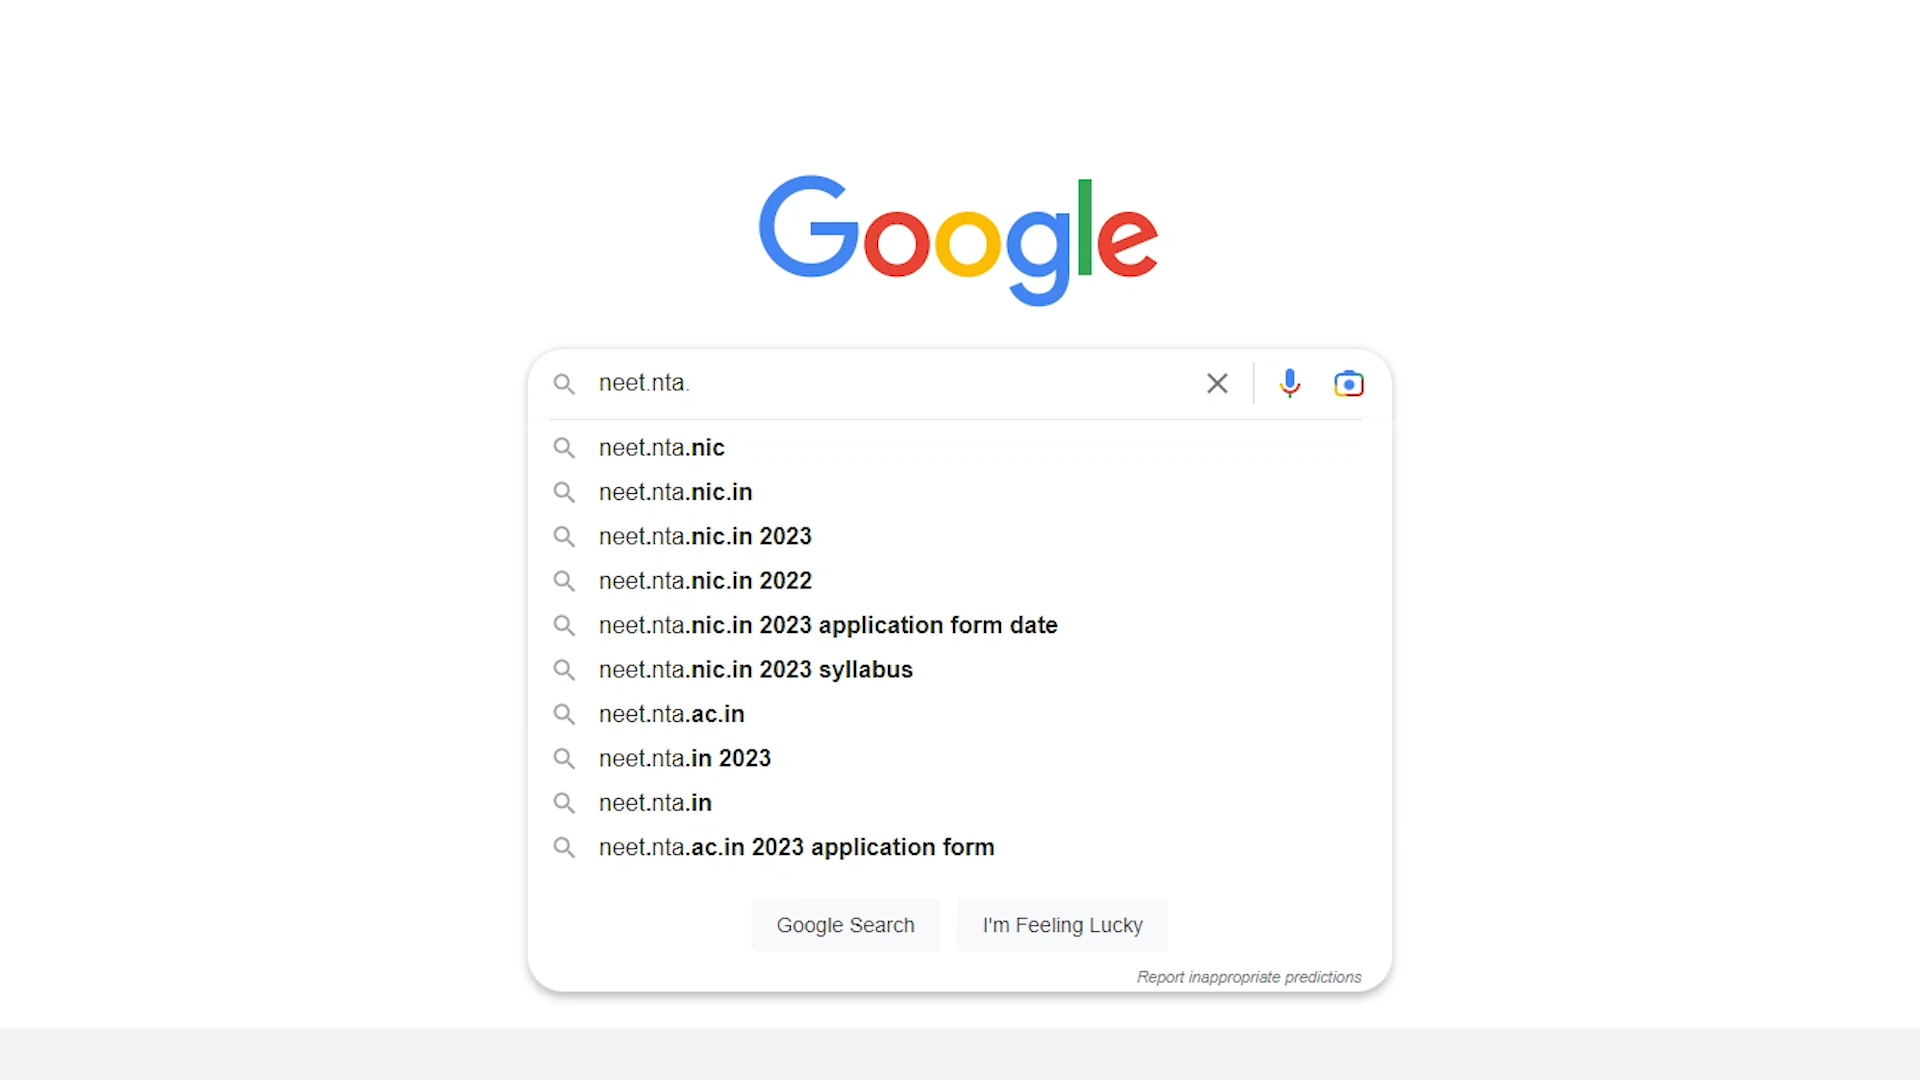 Google
neet.nta.
neet.nta.nic
neet.nta.nic.in
neet.nta.nic.in 2023
neet.nta.nic.in 2022
neet.nta.nic.in 2023 application form date
neet.nta.nic.in 2023 syllabus
neet.nta.ac.in
neet.nta.in 2023
neet.nta.in
neet.nta.ac.in 2023 application form
Google Search
I'm Feeling Lucky
Report inappropriate predictions